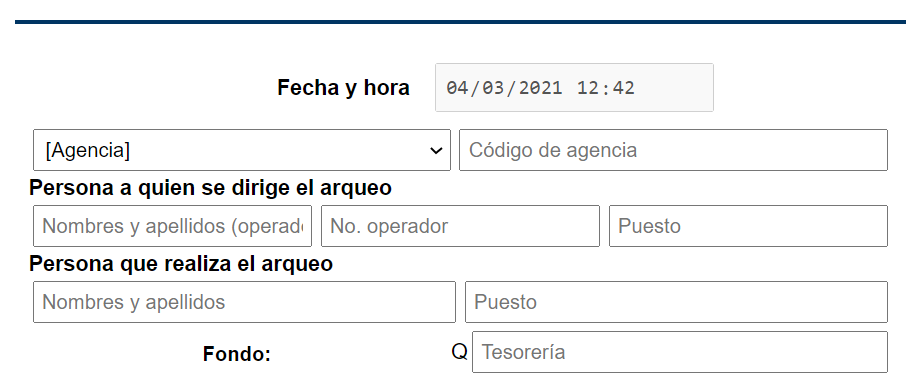 Fecha y hora 04/03/2021 12:42
[Agencia] Código de agencia
Persona a quien se dirige el arqueo
Nombres y apellidos (operad No. operador Puesto
Persona que realiza el arqueo
Nombres y apellidos Puesto
Fondo: Q Tesorería